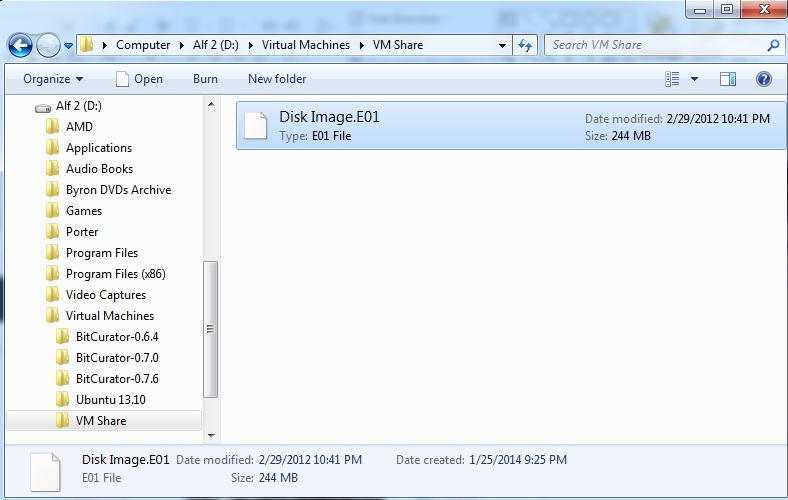 Computer ▸ Alf 2 (D:) ▸ Virtual Machines ▸ VM Share
Search VM Share
Organize Open Burn New folder
Alf 2 (D:)
AMD
Applications
Audio Books
Byron DVDs Archive
Games
Porter
Program Files
Program Files (x86)
Video Captures
Virtual Machines
BitCurator-0.6.4
BitCurator-0.7.0
BitCurator-0.7.6
Ubuntu 13.10
VM Share
Disk Image.E01
Type: E01 File
Date modified: 2/29/2012 10:41 PM
Size: 244 MB
Disk Image.E01 Date modified: 2/29/2012 10:41 PM Date created: 1/25/2014 9:25 PM
E01 File Size: 244 MB